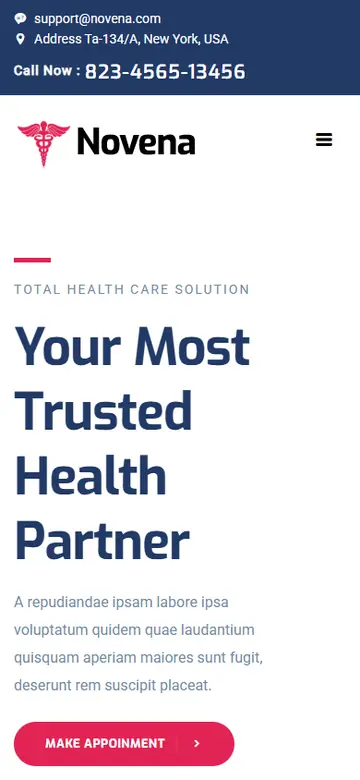 support@novena.com
Address Ta-134/A, New York, USA
Call Now : 823-4565-13456
Novena
TOTAL HEALTH CARE SOLUTION
Your Most
Trusted
Health
Partner
A repudiandae ipsam labore ipsa
voluptatum quidem quae laudantium
quisquam aperiam maiores sunt fugit,
deserunt rem suscipit placeat.
MAKE APPOINMENT